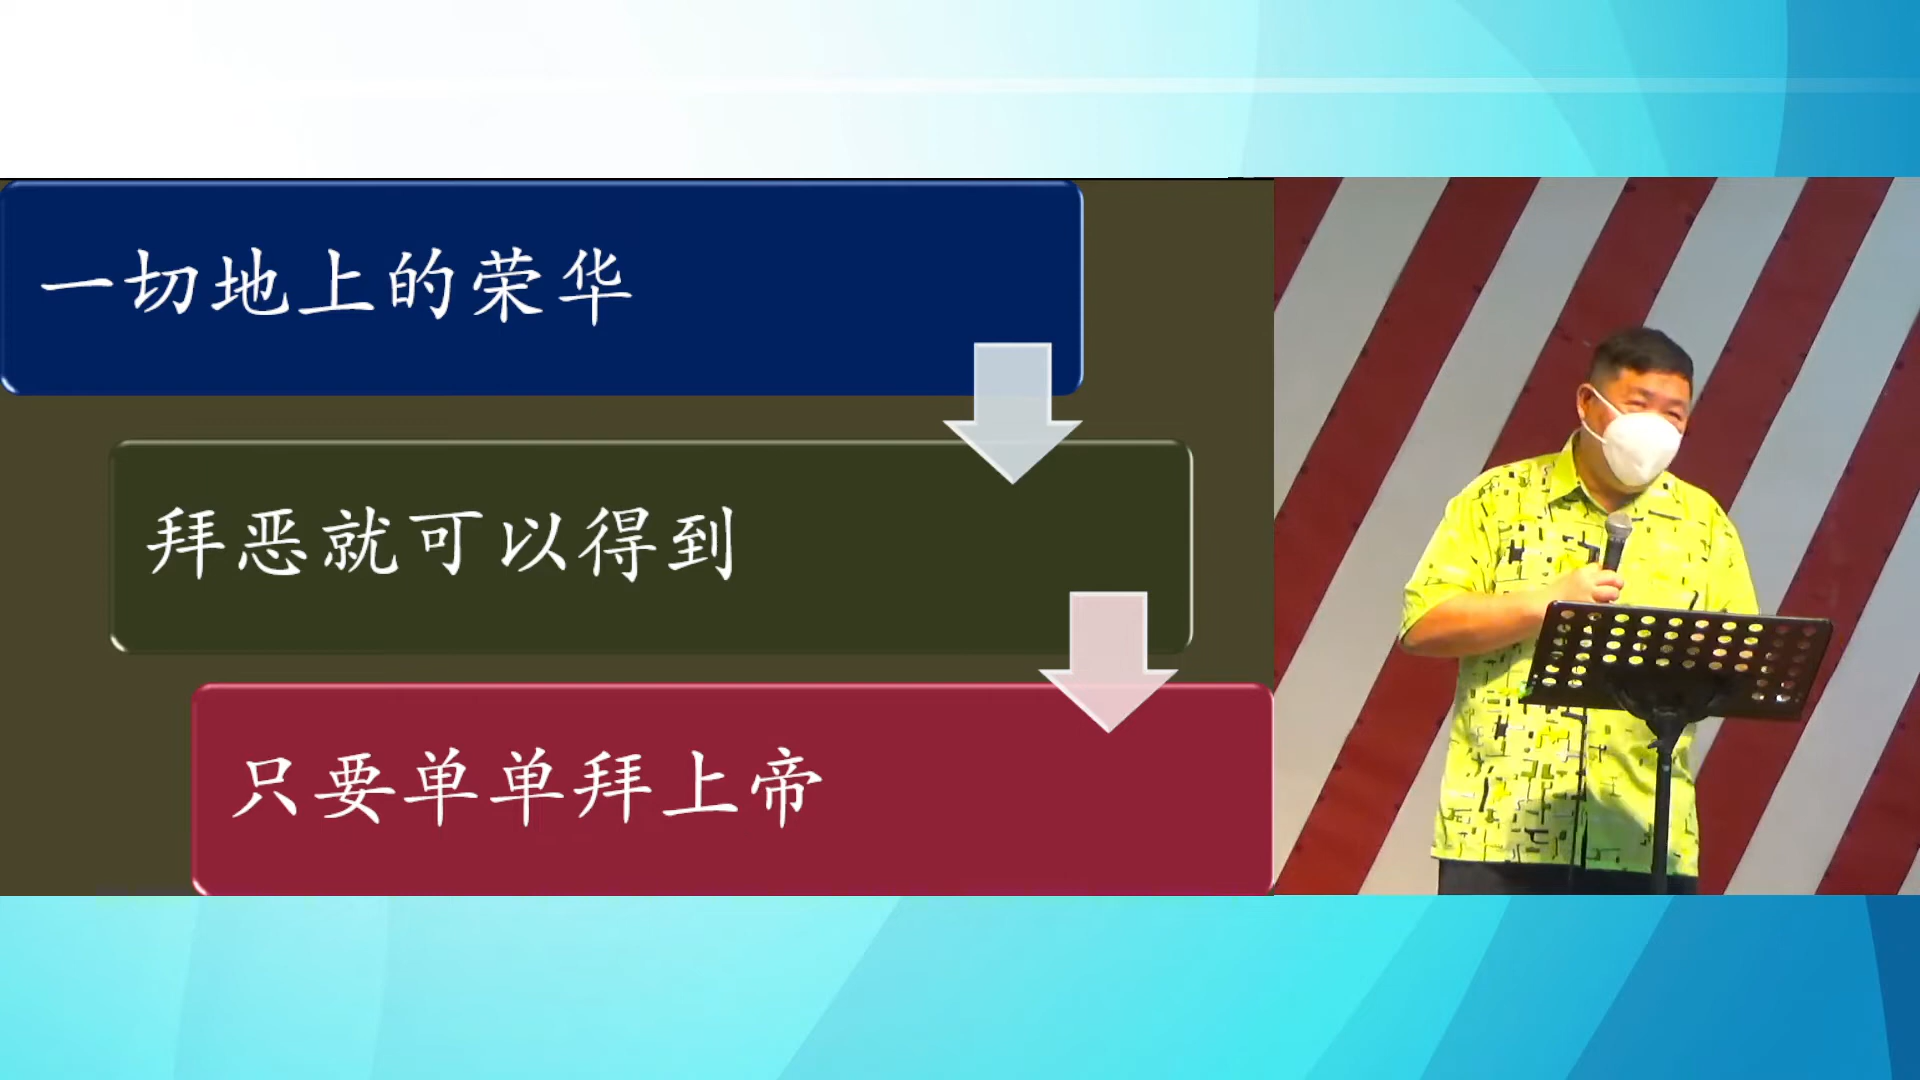 一切地上的荣华
拜恶就可以得到
只要单单拜上帝